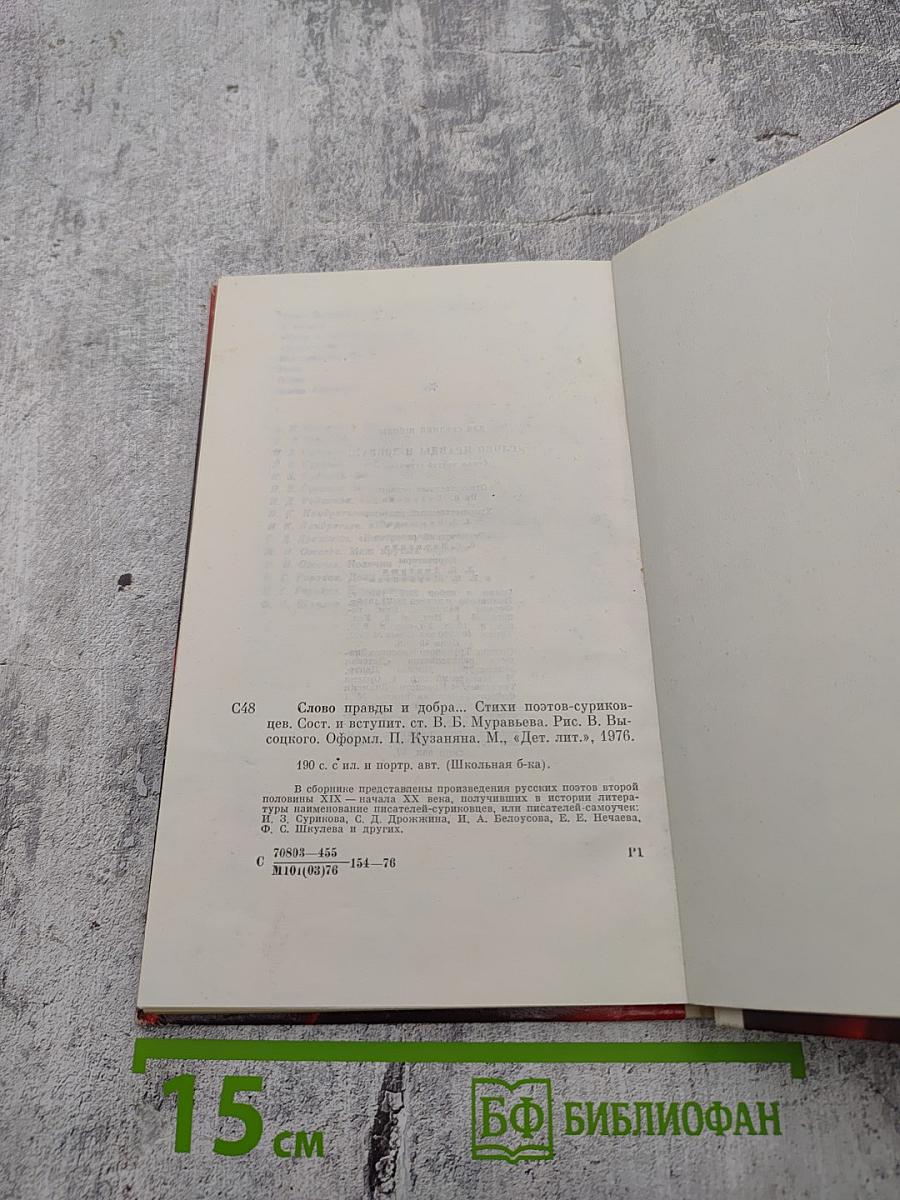 С48
Слово правды и добра... Стихи поэтов-суриков-
цев. Сост. и вступит. ст. В. Б. Муравьева. Рис. В. Вы-
соцкого. Оформл. П. Кузаняна. М., «Дет. лит.», 1976.
190 с. с ил. и портр. авт. (Школьная б-ка).
В сборнике представлены произведения русских поэтов второй
половины XIX — начала XX века, получивших в истории литера-
туры наименование писателей-суриковцев, или писателей-самоучек:
И. З. Сурикова, С. Д. Дрожжина, И. А. Белоусова, Е. Е. Нечаева,
Ф. С. Шкулева и других.
70803—455
С М101(03)76 154—76
Р1
15 см
БФ БИБЛИОФАН